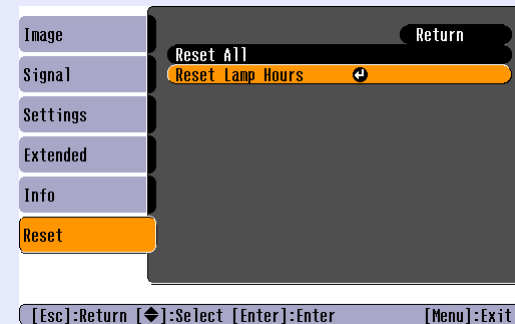 Image
Signal
Settings
Extended
Info
Reset
Return
Reset All
Reset Lamp Hours
[Esc]:Return [◆]:Select [Enter]:Enter [Menu]:Exit